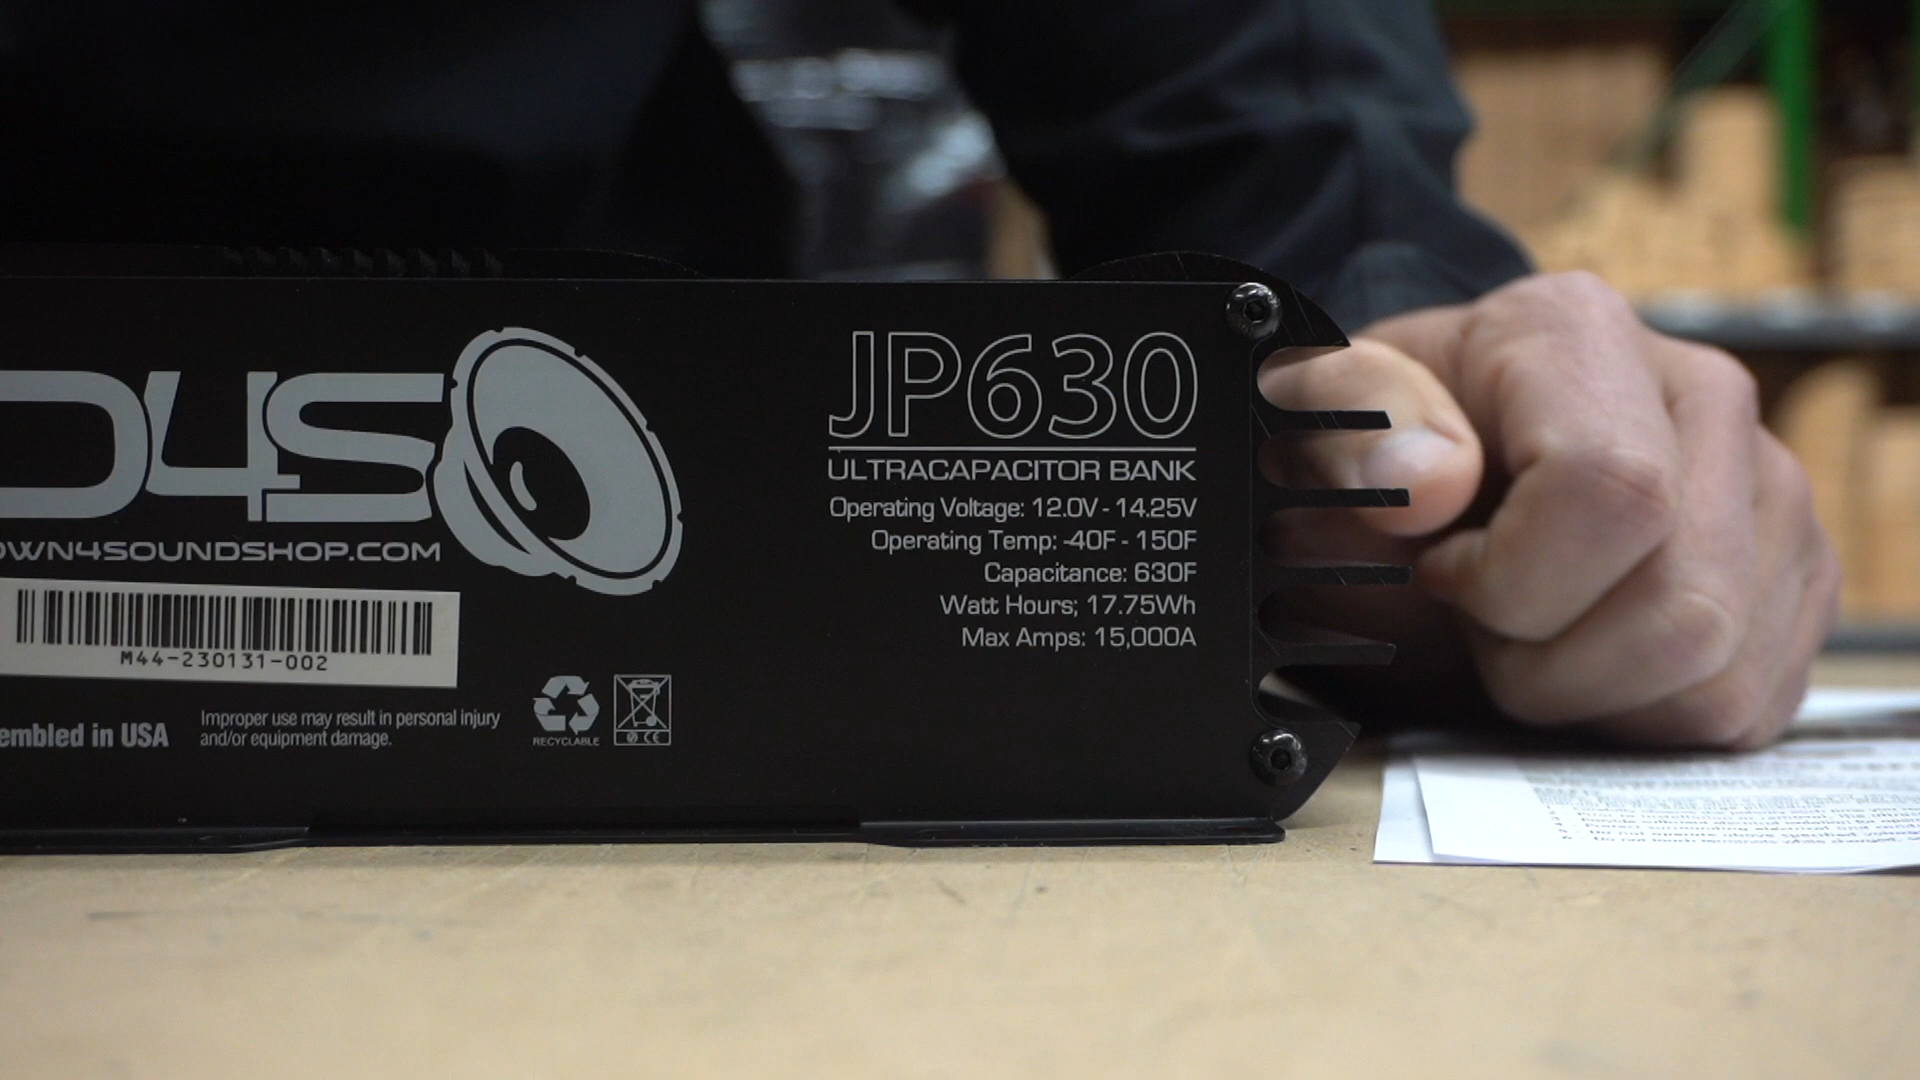 D4S
OWN4SOUNDSHOP.COM
M44-230131-002
embled in USA
Improper use may result in personal injury
and/or equipment damage.
RECYCLABLE
CE
JP630
ULTRACAPACITOR BANK
Operating Voltage: 12.0V - 14.25V
Operating Temp: -40F - 150F
Capacitance: 630F
Watt Hours; 17.75Wh
Max Amps: 15,000A